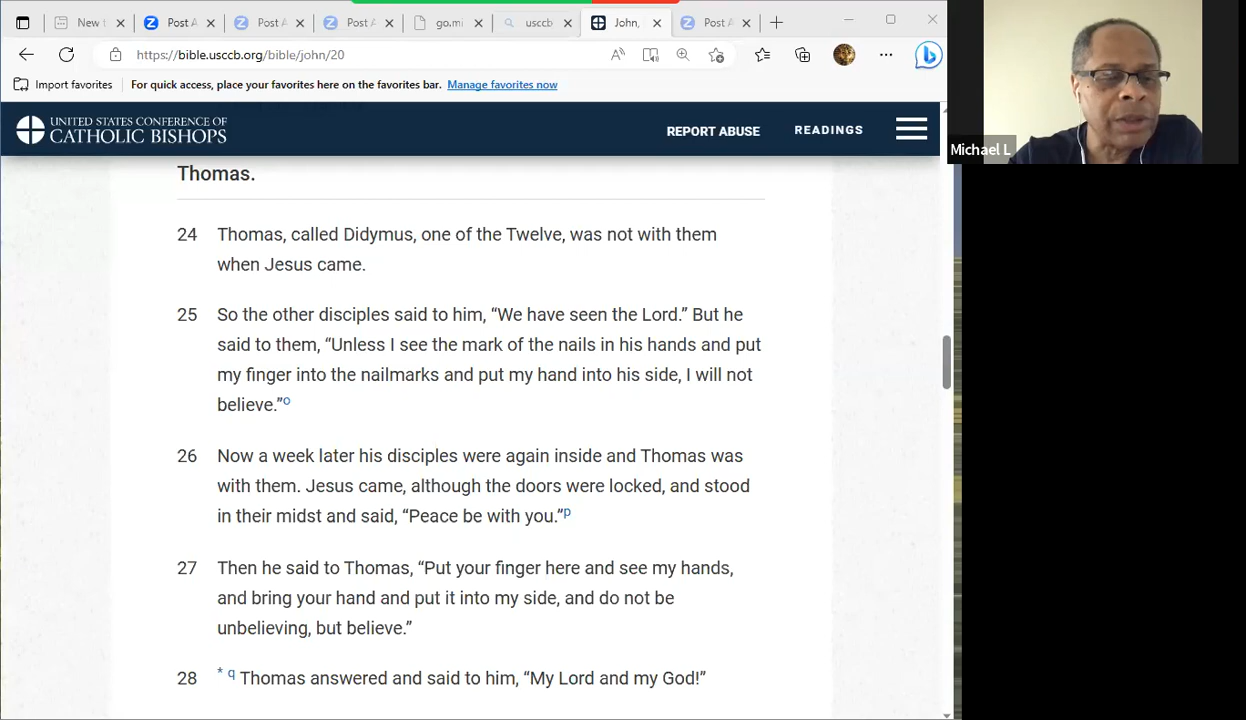 New t
Post A
Post A
Post A
go.mi
usccb
John,
Post A
https://bible.usccb.org/bible/john/20
Import favorites
For quick access, place your favorites here on the favorites bar. Manage favorites now
UNITED STATES CONFERENCE OF
CATHOLIC BISHOPS
REPORT ABUSE
READINGS
Michael L
Thomas.
24 Thomas, called Didymus, one of the Twelve, was not with them
when Jesus came.
25 So the other disciples said to him, “We have seen the Lord.” But he
said to them, “Unless I see the mark of the nails in his hands and put
my finger into the nailmarks and put my hand into his side, I will not
believe.”o
26 Now a week later his disciples were again inside and Thomas was
with them. Jesus came, although the doors were locked, and stood
in their midst and said, “Peace be with you.”p
27 Then he said to Thomas, “Put your finger here and see my hands,
and bring your hand and put it into my side, and do not be
unbelieving, but believe.”
28 * q Thomas answered and said to him, “My Lord and my God!”